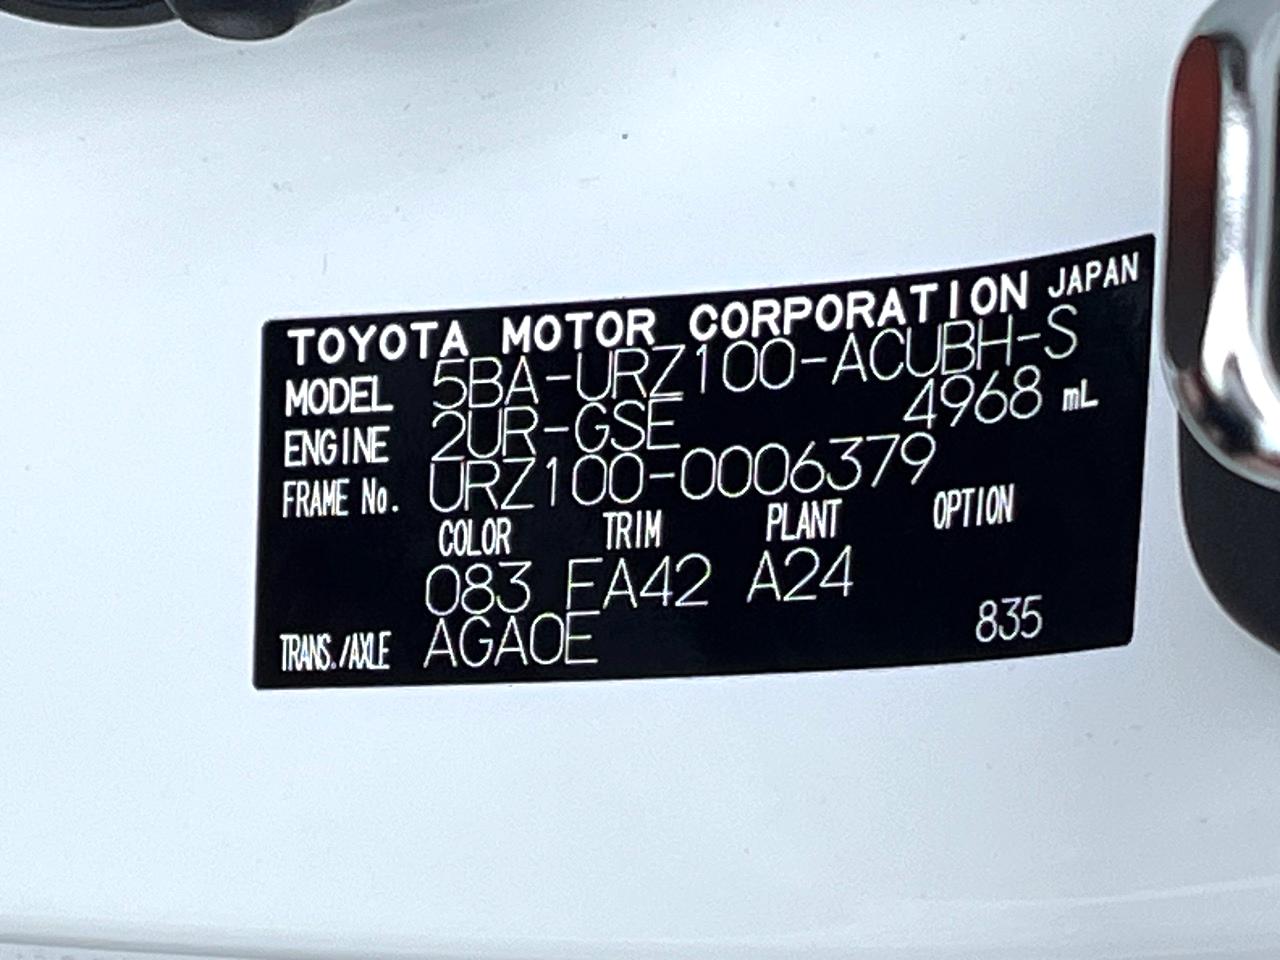 TOYOTA MOTOR CORPORATION JAPAN
MODEL 5BA-URZ100-ACUBH-S
ENGINE 2UR-GSE 4968 mL
FRAME No. URZ100-0006379
COLOR TRIM PLANT OPTION
083 EA42 A24
TRANS./AXLE AGA0E 835